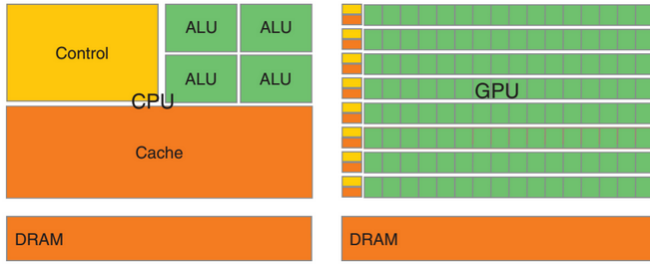 Control
ALU ALU
ALU ALU
CPU
Cache
DRAM
GPU
DRAM